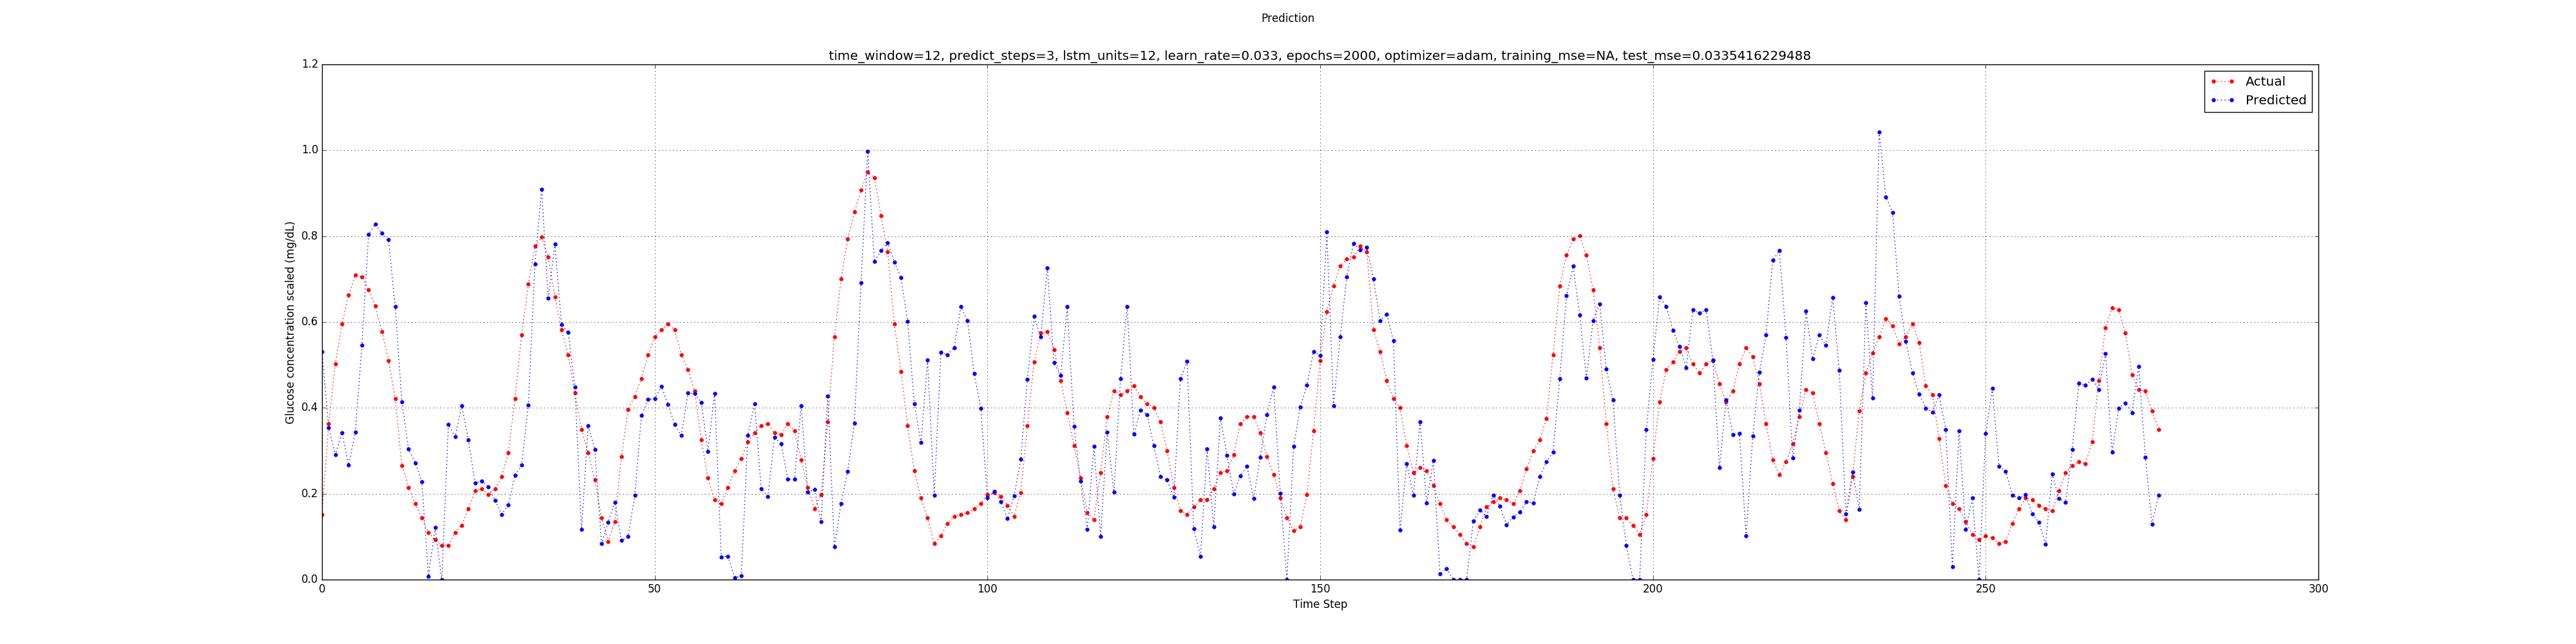 Prediction
time_window=12, predict_steps=3, lstm_units=12, learn_rate=0.033, epochs=2000, optimizer=adam, training_mse=NA, test_mse=0.0335416229488
Actual
Predicted
1.2
1.0
0.8
0.6
0.4
0.2
0.0
Glucose concentration scaled (mg/dL)
0 50 100 150 200 250 300
Time Step